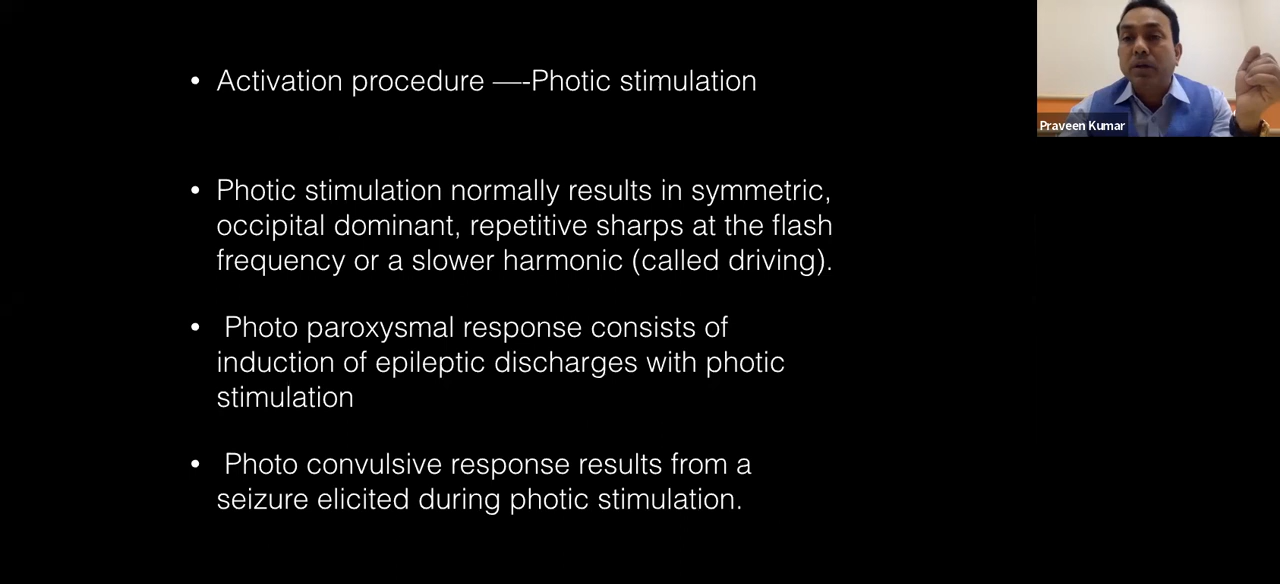 • Activation procedure —-Photic stimulation
Praveen Kumar
• Photic stimulation normally results in symmetric,
occipital dominant, repetitive sharps at the flash
frequency or a slower harmonic (called driving).
• Photo paroxysmal response consists of
induction of epileptic discharges with photic
stimulation
• Photo convulsive response results from a
seizure elicited during photic stimulation.